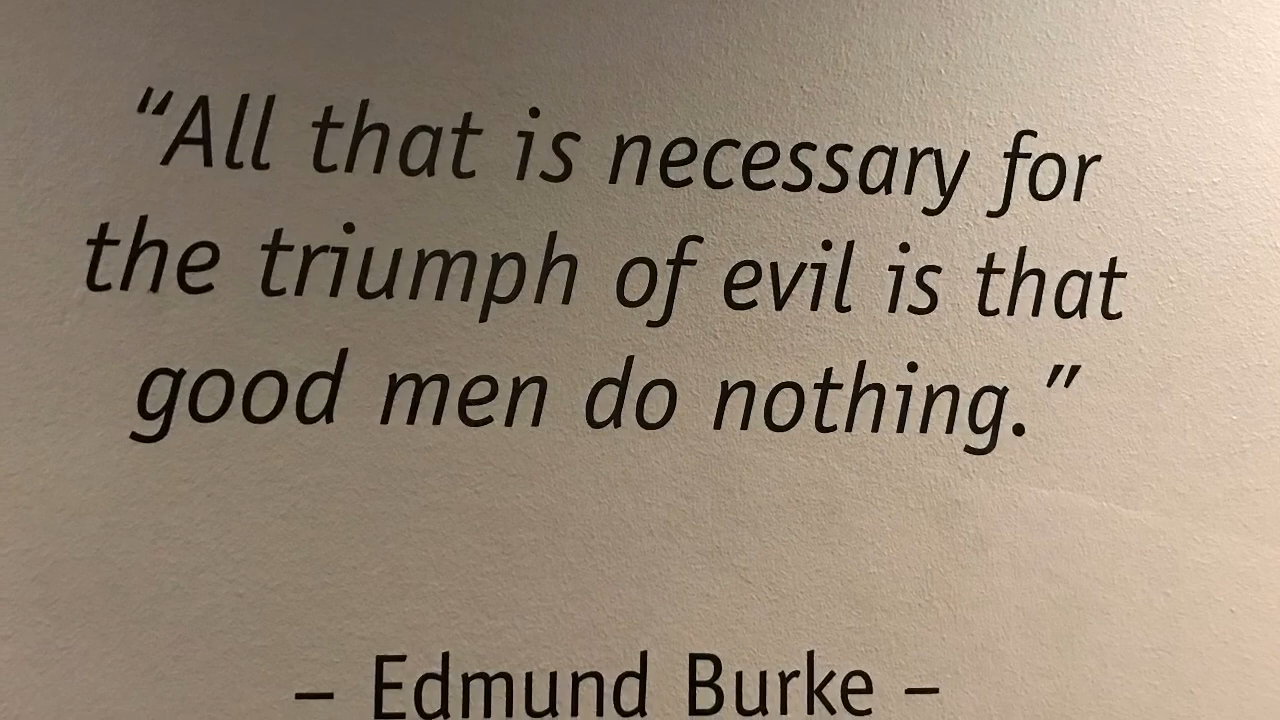 “All that is necessary for
the triumph of evil is that
good men do nothing.”
– Edmund Burke –